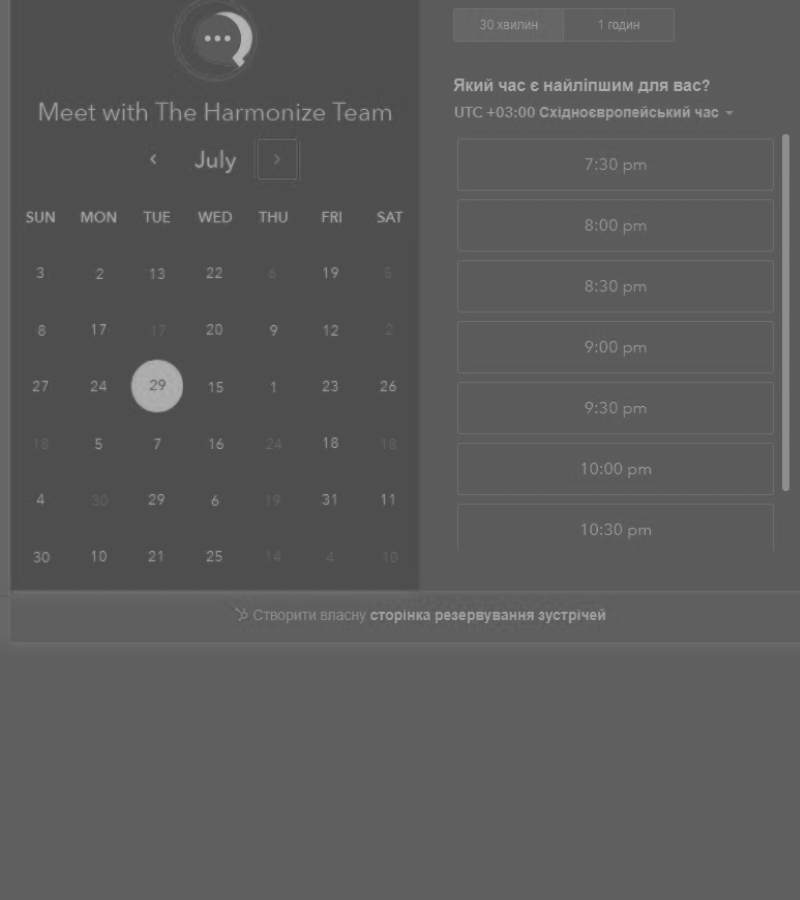 Meet with The Harmonize Team
July
SUN MON TUE WED THU FRI SAT
3 2 13 22 6 19 5
8 17 17 20 9 12 2
27 24 29 15 1 23 26
18 5 7 16 24 18 18
4 30 29 6 19 31 11
30 10 21 25 14 4 10
30 хвилин 1 годин
Який час є найліпшим для вас?
UTC +03:00 Східноєвропейський час
7:30 pm
8:00 pm
8:30 pm
9:00 pm
9:30 pm
10:00 pm
10:30 pm
Створити власну сторінка резервування зустрічей